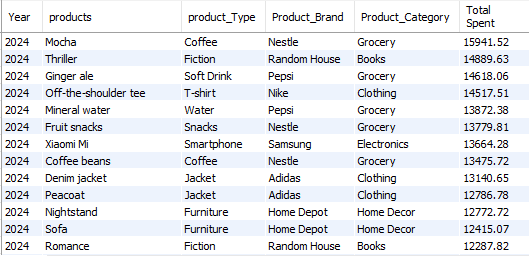 Year products product_Type Product_Brand Product_Category Total Spent
2024 Mocha Coffee Nestle Grocery 15941.52
2024 Thriller Fiction Random House Books 14889.63
2024 Ginger ale Soft Drink Pepsi Grocery 14618.06
2024 Off-the-shoulder tee T-shirt Nike Clothing 14517.51
2024 Mineral water Water Pepsi Grocery 13872.38
2024 Fruit snacks Snacks Nestle Grocery 13779.81
2024 Xiaomi Mi Smartphone Samsung Electronics 13664.28
2024 Coffee beans Coffee Nestle Grocery 13475.72
2024 Denim jacket Jacket Adidas Clothing 13140.65
2024 Peacoat Jacket Adidas Clothing 12786.78
2024 Nightstand Furniture Home Depot Home Decor 12772.72
2024 Sofa Furniture Home Depot Home Decor 12415.07
2024 Romance Fiction Random House Books 12287.82